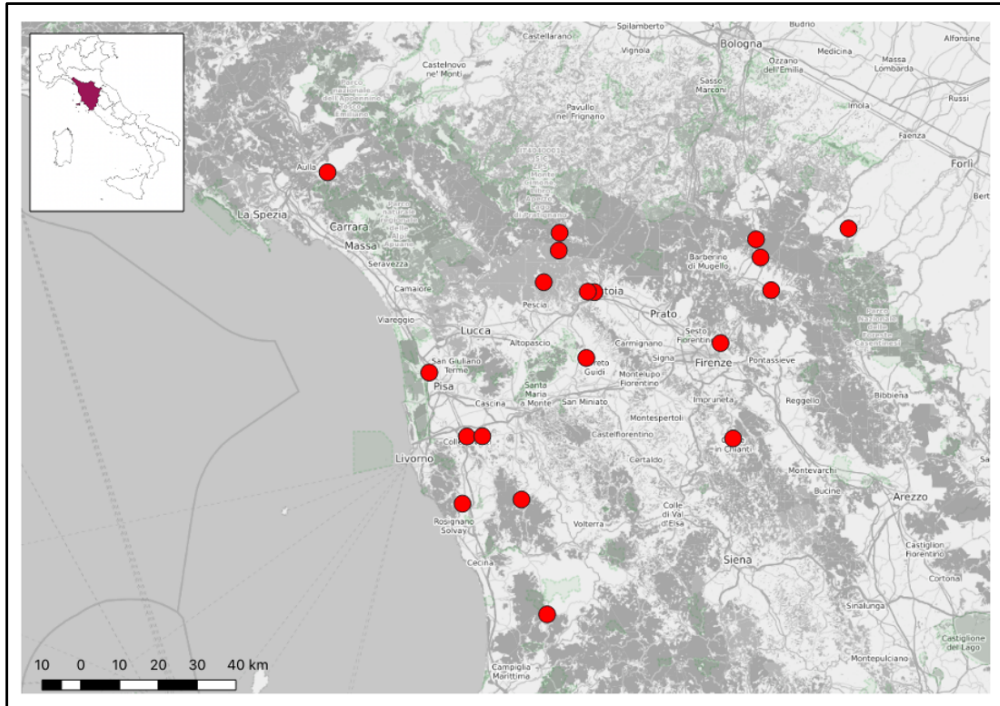 Castellarano
Spilamberto
Budrio
Vignola
Bologna
Medicina
Alfonsine
Castelnovo
ne' Monti
Ozzano
dell'Emilia
Massa
Lombarda
Sasso
Marconi
Russi
Pavullo
nel Frignano
Imola
Faenza
Forlì
Aulla
La Spezia
Carrara
Massa
Seravezza
Barberino
di Mugello
Camaiore
Pescia
Prato
Viareggio
Lucca
Altopascio
Carmignano
Sesto
Fiorentino
San Giuliano
Terme
Signa
Firenze
Pontassieve
Guidi
Montelupo
Fiorentino
Pisa
Santa
Maria
a Monte
Bibbiena
Cascina
San Miniato
Impruneta
Reggello
Montespertoli
Castelfiorentino
in Chianti
Livorno
Certaldo
Montevarchi
Bucine
Arezzo
Colle
di Val
d'Elsa
Rosignano
Solvay
Volterra
Castiglion
Fiorentino
Cecina
Siena
Cortona
Sinalunga
Castiglione
del Lago
Montepulciano
Campiglia
Marittima
10 0 10 20 30 40 km